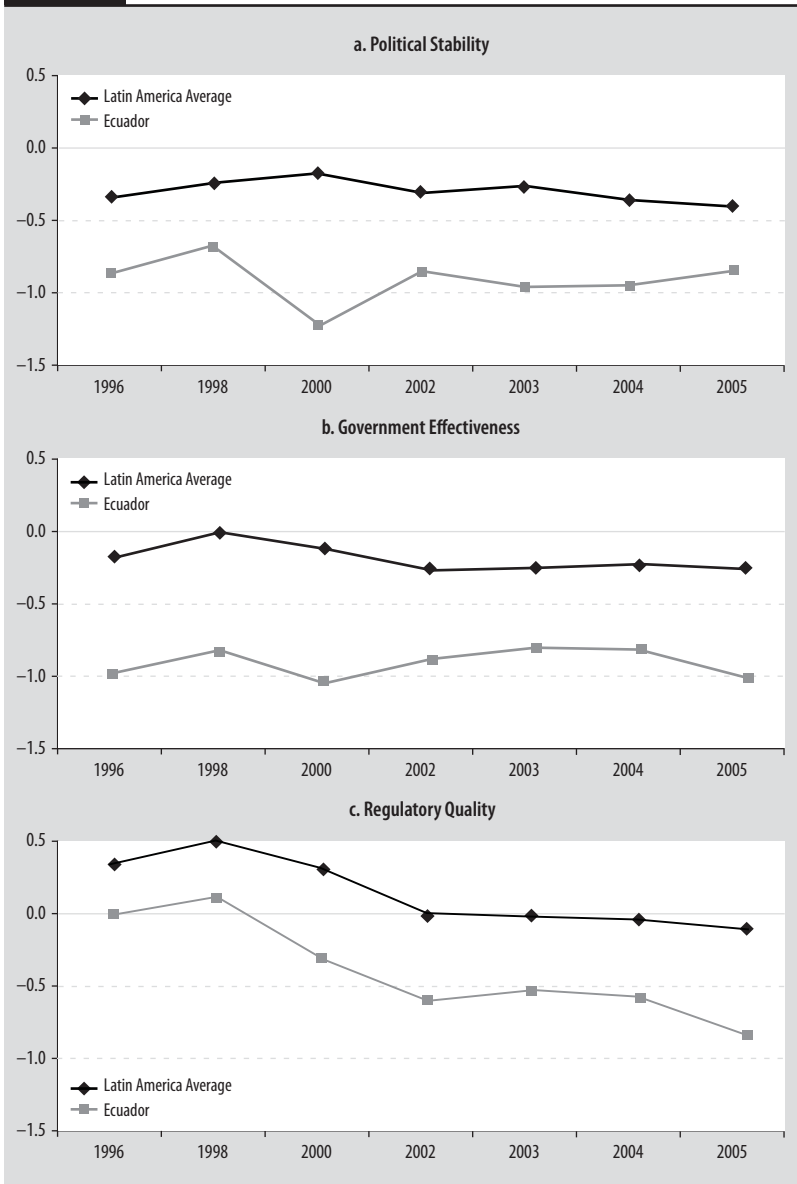 a. Political Stability
0.5
Latin America Average
Ecuador
0.0
−0.5
−1.0
−1.5
1996 1998 2000 2002 2003 2004 2005
b. Government Effectiveness
0.5
Latin America Average
Ecuador
0.0
−0.5
−1.0
−1.5
1996 1998 2000 2002 2003 2004 2005
c. Regulatory Quality
0.5
0.0
−0.5
−1.0
Latin America Average
Ecuador
−1.5
1996 1998 2000 2002 2003 2004 2005